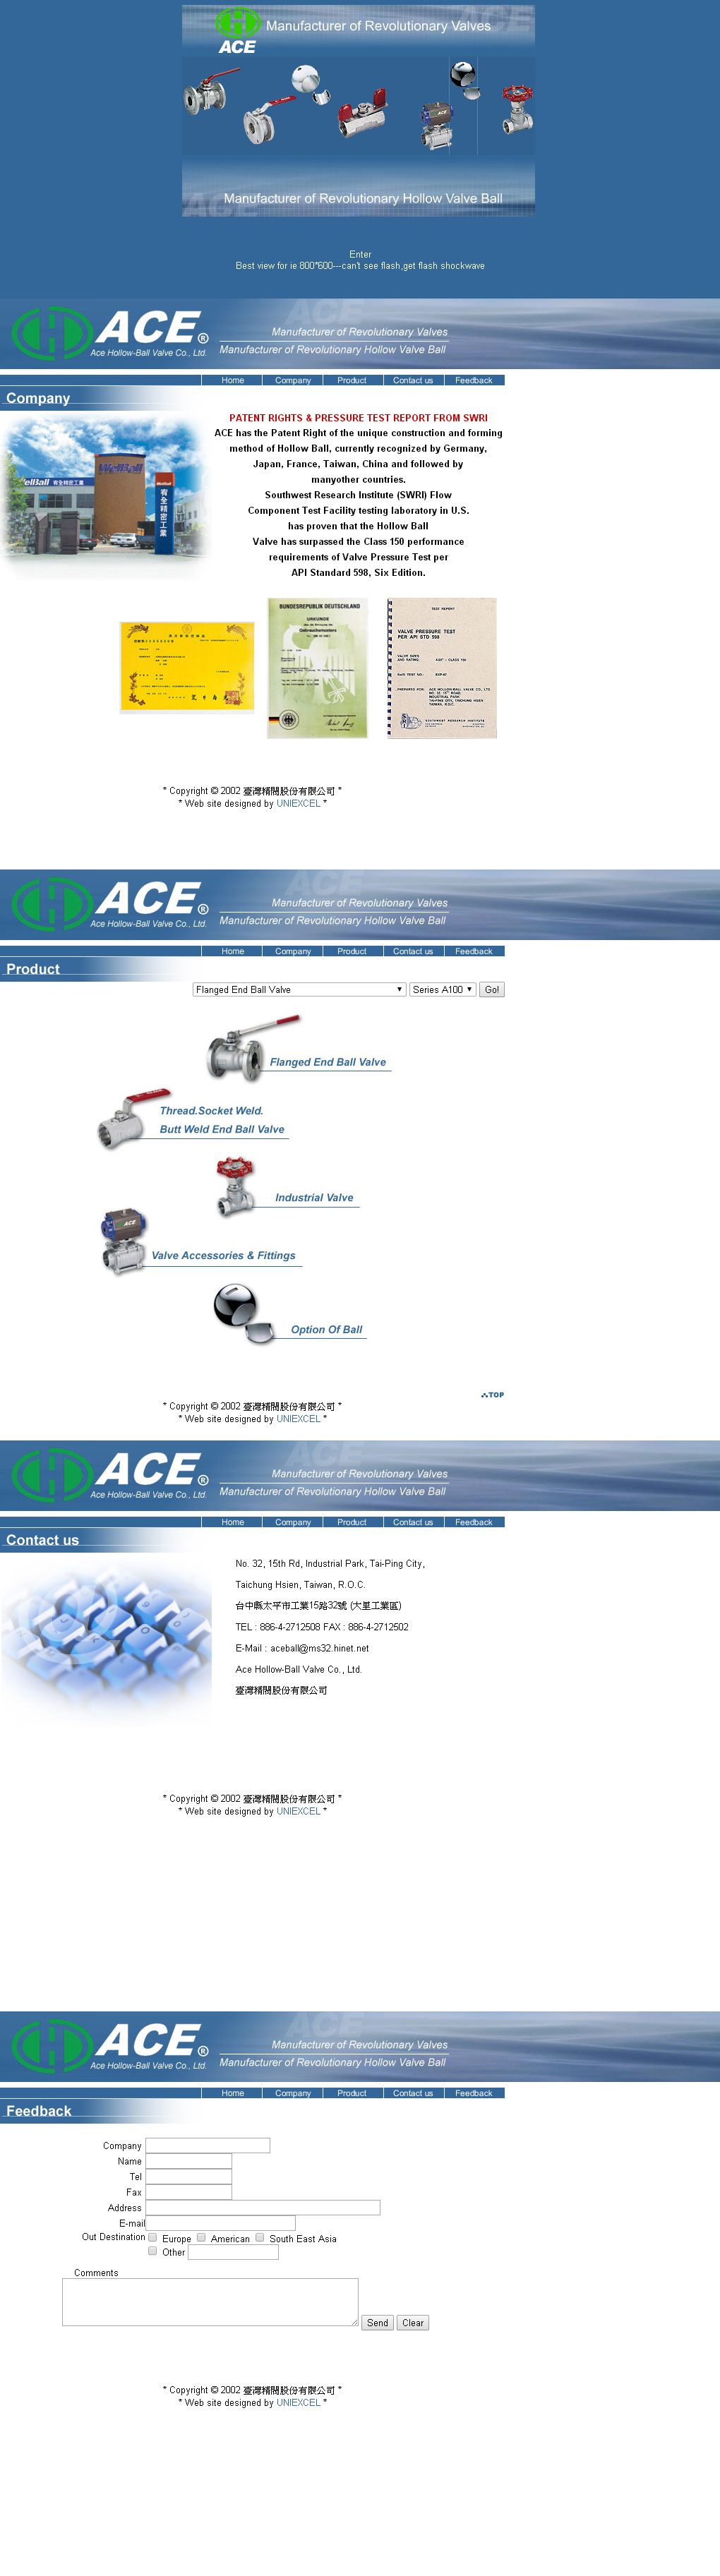 Manufacturer of Revolutionary Valves
ACE
Manufacturer of Revolutionary Hollow Valve Ball
Enter
Best view for ie 800*600---can't see flash,get flash shockwave
ACE®
Ace Hollow-Ball Valve Co., Ltd.
Manufacturer of Revolutionary Valves
Manufacturer of Revolutionary Hollow Valve Ball
Home Company Product Contact us Feedback
Company
PATENT RIGHTS & PRESSURE TEST REPORT FROM SWRI
ACE has the Patent Right of the unique construction and forming
method of Hollow Ball, currently recognized by Germany,
Japan, France, Taiwan, China and followed by
manyother countries.
Southwest Research Institute (SWRI) Flow
Component Test Facility testing laboratory in U.S.
has proven that the Hollow Ball
Valve has surpassed the Class 150 performance
requirements of Valve Pressure Test per
API Standard 598, Six Edition.
WellBall
宥全精密工業
BUNDESREPUBLIK DEUTSCHLAND
URKUNDE
TEST REPORT
VALVE PRESSURE TEST
PER API STD 598
* Copyright © 2002 臺灣精閥股份有限公司 *
* Web site designed by UNIEXCEL *
ACE®
Ace Hollow-Ball Valve Co., Ltd.
Manufacturer of Revolutionary Valves
Manufacturer of Revolutionary Hollow Valve Ball
Home Company Product Contact us Feedback
Product
Flanged End Ball Valve Series A100 Go!
Flanged End Ball Valve
Thread.Socket Weld.
Butt Weld End Ball Valve
Industrial Valve
Valve Accessories & Fittings
Option Of Ball
TOP
* Copyright © 2002 臺灣精閥股份有限公司 *
* Web site designed by UNIEXCEL *
ACE®
Ace Hollow-Ball Valve Co., Ltd.
Manufacturer of Revolutionary Valves
Manufacturer of Revolutionary Hollow Valve Ball
Home Company Product Contact us Feedback
Contact us
No. 32, 15th Rd, Industrial Park, Tai-Ping City,
Taichung Hsien, Taiwan, R.O.C.
台中縣太平市工業15路32號 (大里工業區)
TEL : 886-4-2712508 FAX : 886-4-2712502
E-Mail : aceball@ms32.hinet.net
Ace Hollow-Ball Valve Co., Ltd.
臺灣精閥股份有限公司
* Copyright © 2002 臺灣精閥股份有限公司 *
* Web site designed by UNIEXCEL *
ACE®
Ace Hollow-Ball Valve Co., Ltd.
Manufacturer of Revolutionary Valves
Manufacturer of Revolutionary Hollow Valve Ball
Home Company Product Contact us Feedback
Feedback
Company
Name
Tel
Fax
Address
E-mail
Out Destination Europe American South East Asia
Other
Comments
Send Clear
* Copyright © 2002 臺灣精閥股份有限公司 *
* Web site designed by UNIEXCEL *